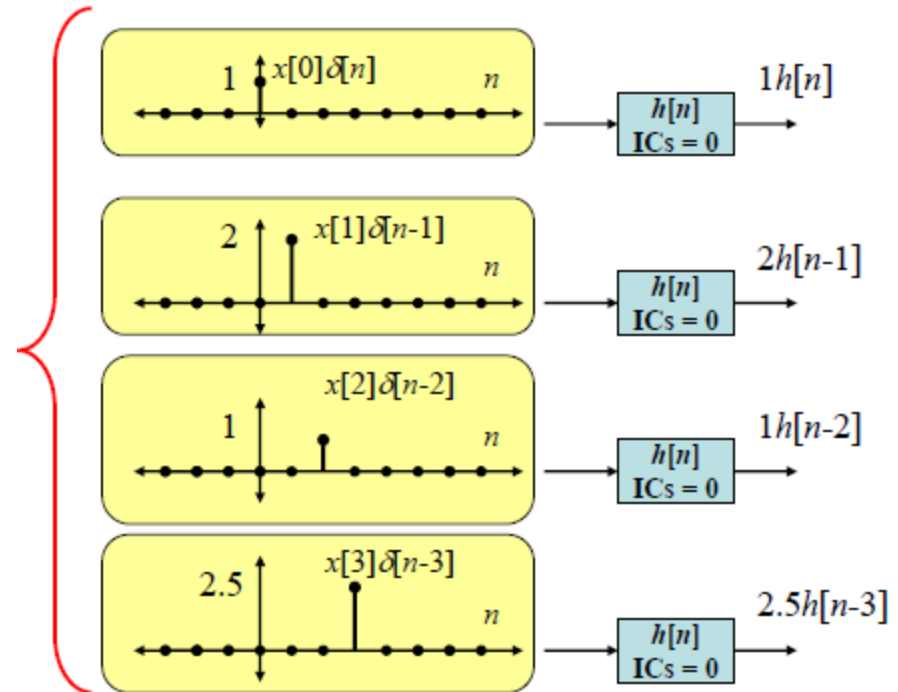 1 x[0]δ[n] n
h[n]
ICs = 0
1h[n]
2 x[1]δ[n-1]
n
h[n]
ICs = 0
2h[n-1]
x[2]δ[n-2]
1 n
h[n]
ICs = 0
1h[n-2]
x[3]δ[n-3]
2.5 n
h[n]
ICs = 0
2.5h[n-3]